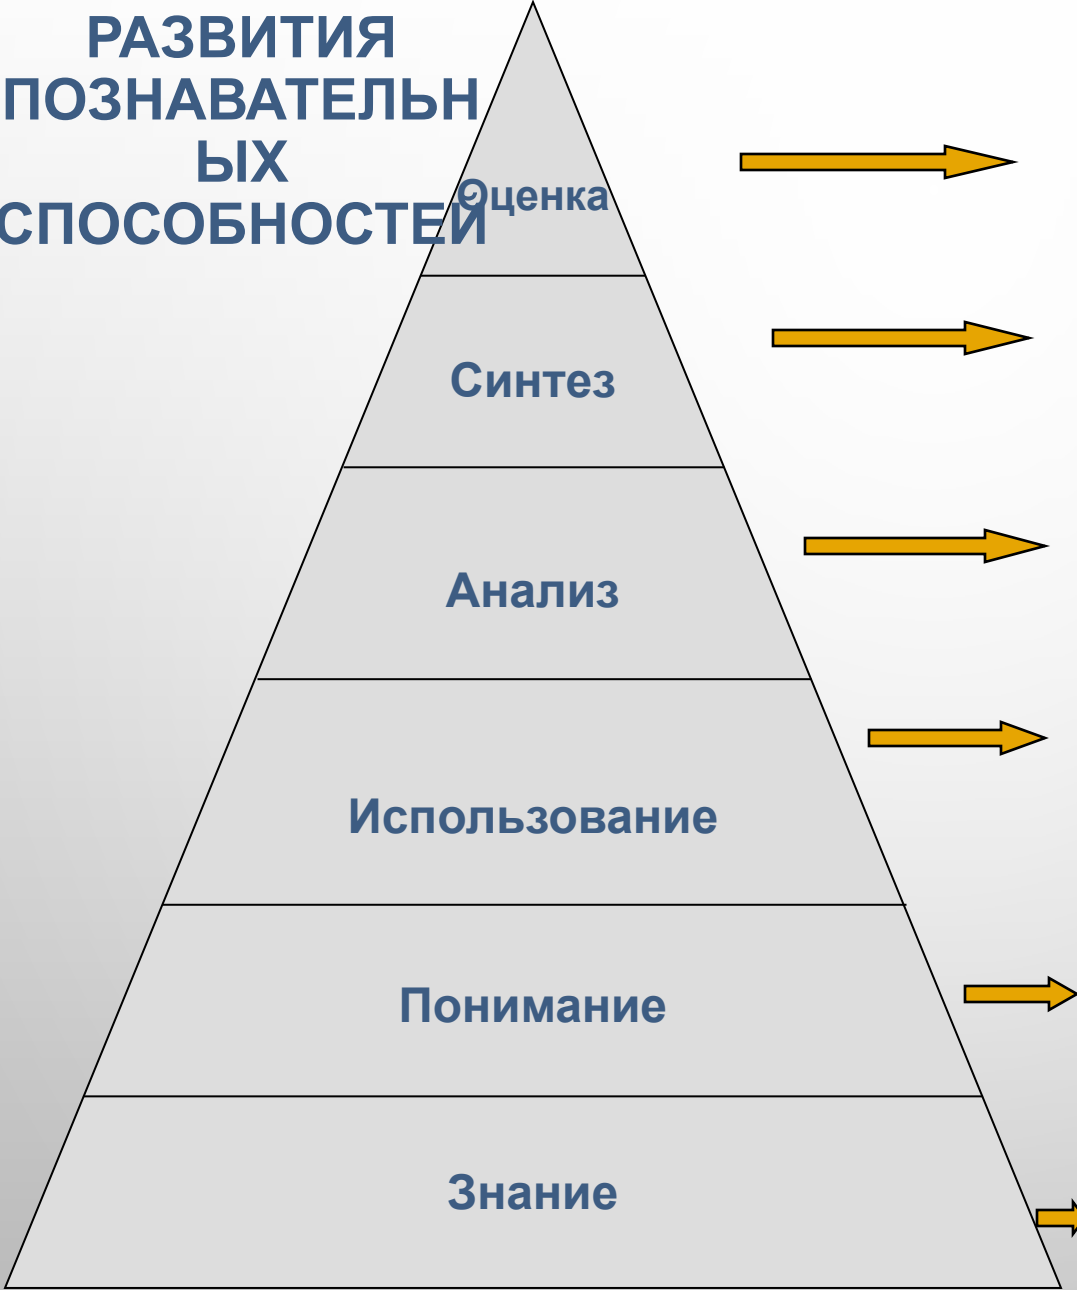 РАЗВИТИЯ
ПОЗНАВАТЕЛЬН
ЫХ
СПОСОБНОСТЕЙ
Оценка
Синтез
Анализ
Использование
Понимание
Знание